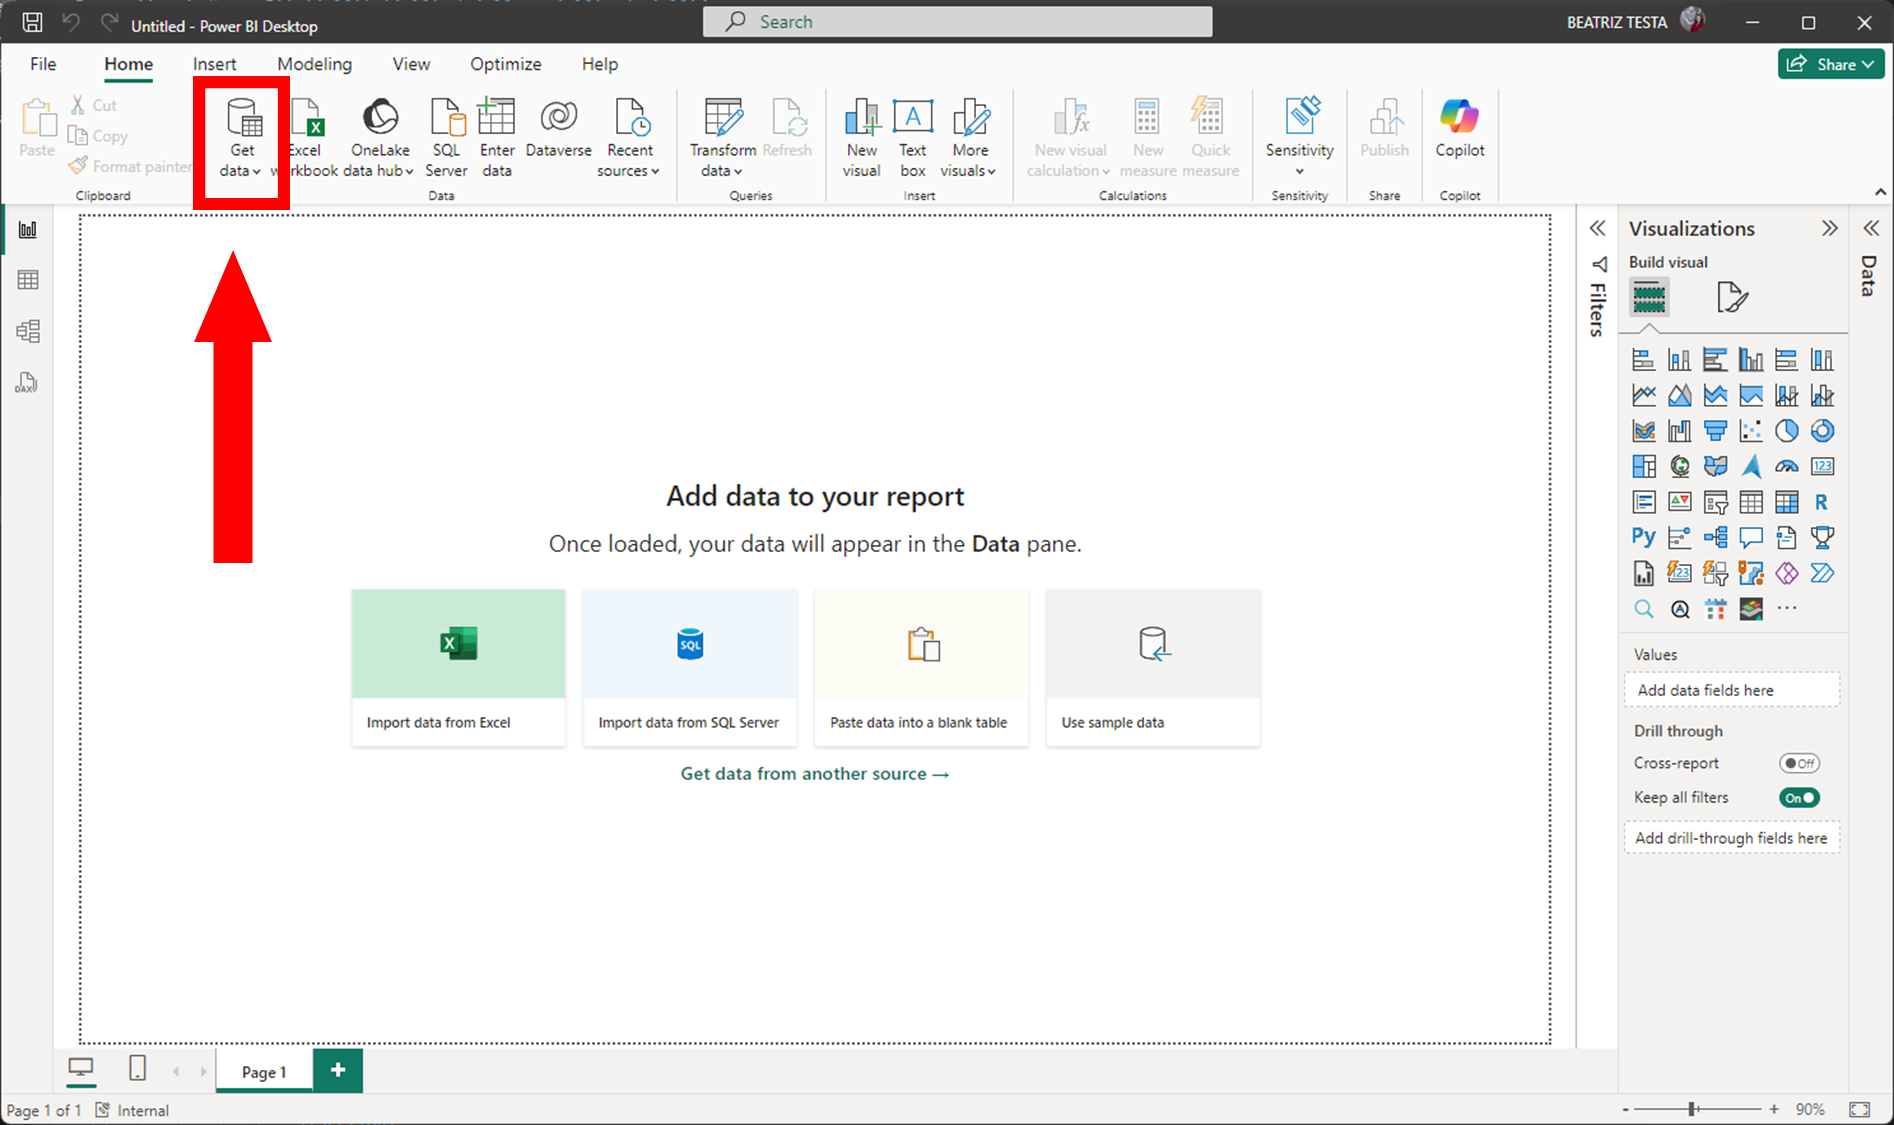 Untitled - Power BI Desktop
Search
BEATRIZ TESTA
File
Home
Insert
Modeling
View
Optimize
Help
Share
Paste
Cut
Copy
Format painter
Clipboard
Get
data
Excel
workbook
OneLake
data hub
SQL
Server
Enter
data
Dataverse
Recent
sources
Data
Transform
data
Refresh
Queries
New
visual
Text
box
More
visuals
Insert
New visual
calculation
New
measure
Quick
measure
Calculations
Sensitivity
Sensitivity
Publish
Share
Copilot
Copilot
DAX
Add data to your report
Once loaded, your data will appear in the Data pane.
SQL
Import data from Excel
Import data from SQL Server
Paste data into a blank table
Use sample data
Get data from another source →
Filters
Visualizations
Build visual
123
R
Py
123
...
Values
Add data fields here
Drill through
Cross-report
Off
Keep all filters
On
Add drill-through fields here
Data
Page 1
+
Page 1 of 1
Internal
- +
90%